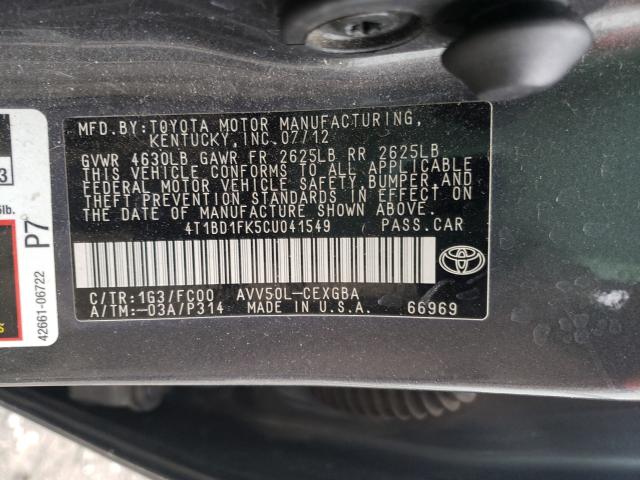 MFD. BY: TOYOTA MOTOR MANUFACTURING,
KENTUCKY, INC. 07/12
GVWR 4630LB GAWR FR 2625LB RR 2625LB
THIS VEHICLE CONFORMS TO ALL APPLICABLE
FEDERAL MOTOR VEHICLE SAFETY, BUMPER, AND
THEFT PREVENTION STANDARDS IN EFFECT ON
THE DATE OF MANUFACTURE SHOWN ABOVE.
4T1BD1FK5CU041549 PASS. CAR
C/TR: 1G3/FC00 AVV50L-CEXGBA
A/TM: -03A/P314 MADE IN U.S.A. 66969
P7
42661-06722
3
lb.